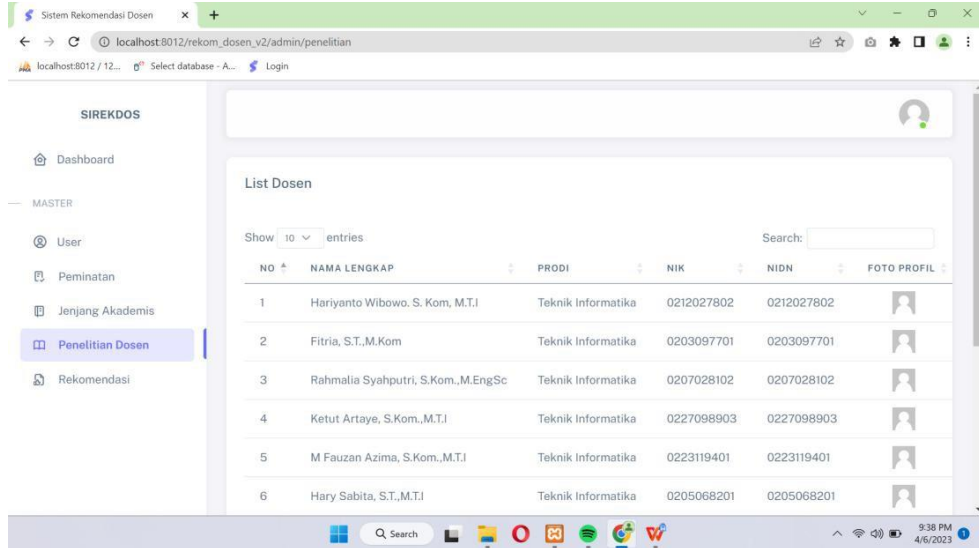 Sistem Rekomendasi Dosen
localhost:8012/rekom_dosen_v2/admin/penelitian
localhost:8012 / 12... Select database - A... Login
SIREKDOS
Dashboard
MASTER
User
Peminatan
Jenjang Akademis
Penelitian Dosen
Rekomendasi
List Dosen
Show 10 entries Search:
NO NAMA LENGKAP PRODI NIK NIDN FOTO PROFIL
1 Hariyanto Wibowo. S. Kom, M.T.I Teknik Informatika 0212027802 0212027802
2 Fitria, S.T.,M.Kom Teknik Informatika 0203097701 0203097701
3 Rahmalia Syahputri, S.Kom.,M.EngSc Teknik Informatika 0207028102 0207028102
4 Ketut Artaye, S.Kom.,M.T.I Teknik Informatika 0227098903 0227098903
5 M Fauzan Azima, S.Kom.,M.T.I Teknik Informatika 0223119401 0223119401
6 Hary Sabita, S.T.,M.T.I Teknik Informatika 0205068201 0205068201
Search
9:38 PM
4/6/2023 1